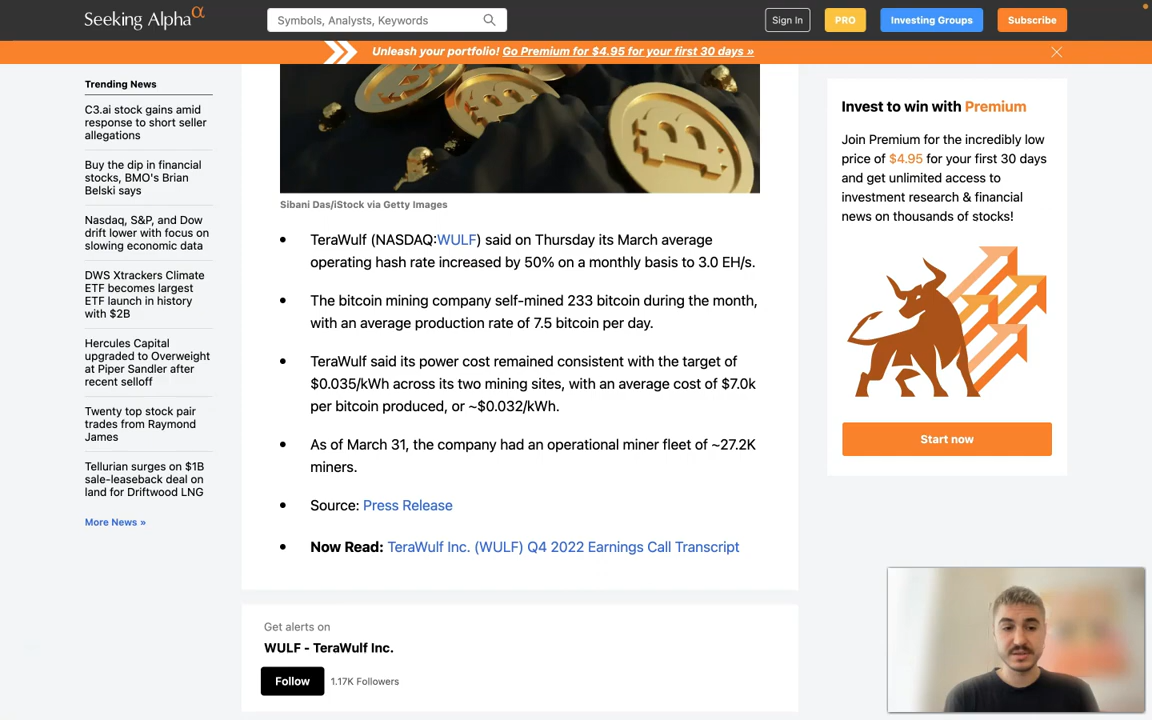 Seeking Alpha α
Symbols, Analysts, Keywords
Sign In
PRO
Investing Groups
Subscribe
Unleash your portfolio! Go Premium for $4.95 for your first 30 days »
Trending News
C3.ai stock gains amid
response to short seller
allegations
Buy the dip in financial
stocks, BMO's Brian
Belski says
Nasdaq, S&P, and Dow
drift lower with focus on
slowing economic data
DWS Xtrackers Climate
ETF becomes largest
ETF launch in history
with $2B
Hercules Capital
upgraded to Overweight
at Piper Sandler after
recent selloff
Twenty top stock pair
trades from Raymond
James
Tellurian surges on $1B
sale-leaseback deal on
land for Driftwood LNG
More News »
Sibani Das/iStock via Getty Images
TeraWulf (NASDAQ:WULF) said on Thursday its March average
operating hash rate increased by 50% on a monthly basis to 3.0 EH/s.
The bitcoin mining company self-mined 233 bitcoin during the month,
with an average production rate of 7.5 bitcoin per day.
TeraWulf said its power cost remained consistent with the target of
$0.035/kWh across its two mining sites, with an average cost of $7.0k
per bitcoin produced, or ~$0.032/kWh.
As of March 31, the company had an operational miner fleet of ~27.2K
miners.
Source: Press Release
Now Read: TeraWulf Inc. (WULF) Q4 2022 Earnings Call Transcript
Get alerts on
WULF - TeraWulf Inc.
Follow
1.17K Followers
Invest to win with Premium
Join Premium for the incredibly low
price of $4.95 for your first 30 days
and get unlimited access to
investment research & financial
news on thousands of stocks!
Start now